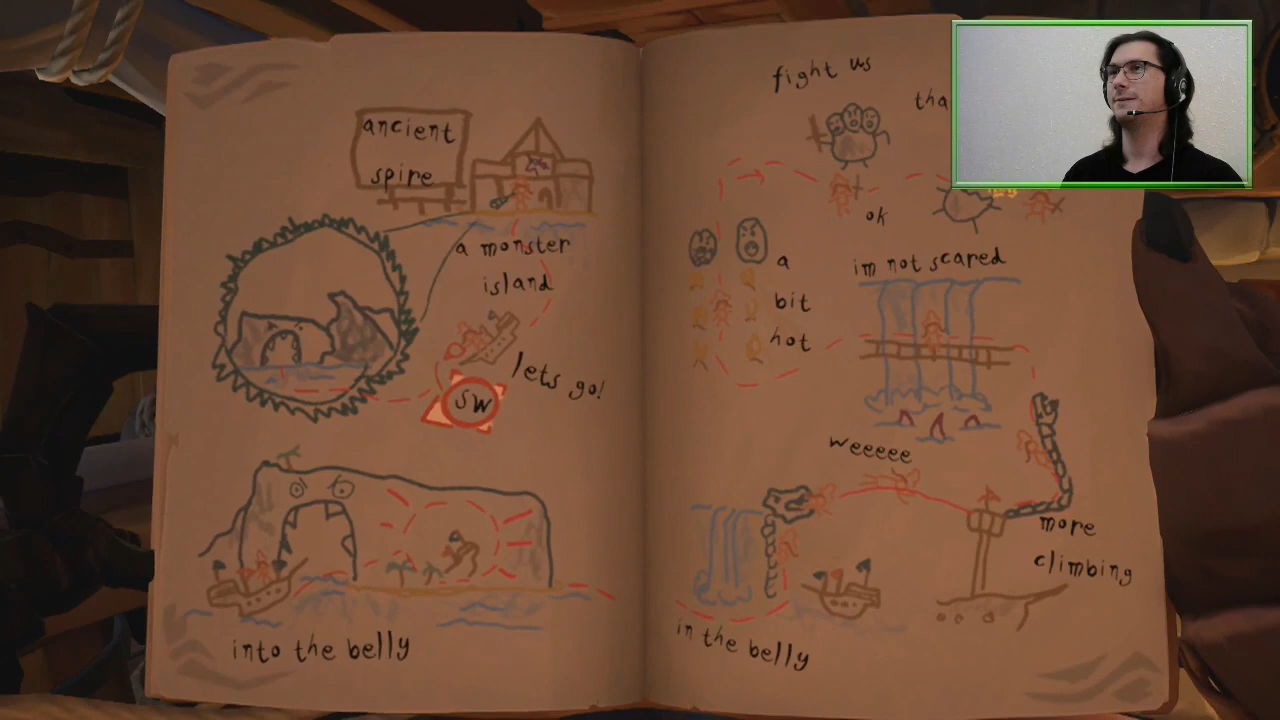 ancient
spire
a monster
island
lets go!
SW
into the belly
fight us
ok
a
bit
hot
im not scared
weeeee
more
climbing
in the belly